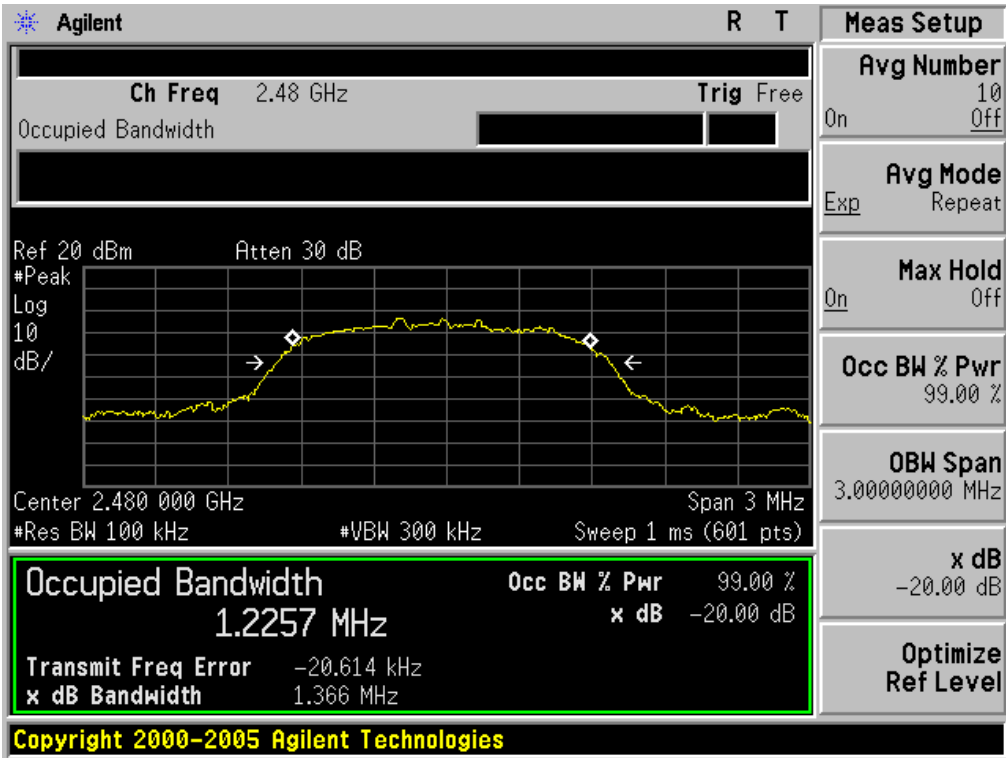 Agilent R T
Ch Freq 2.48 GHz Trig Free
Occupied Bandwidth
Ref 20 dBm Atten 30 dB
#Peak
Log
10
dB/
Center 2.480 000 GHz Span 3 MHz
#Res BW 100 kHz #VBW 300 kHz Sweep 1 ms (601 pts)
Occupied Bandwidth Occ BW % Pwr 99.00 %
1.2257 MHz x dB -20.00 dB
Transmit Freq Error -20.614 kHz
x dB Bandwidth 1.366 MHz
Copyright 2000-2005 Agilent Technologies
Meas Setup
Avg Number
10
On Off
Avg Mode
Exp Repeat
Max Hold
On Off
Occ BW % Pwr
99.00 %
OBW Span
3.00000000 MHz
x dB
-20.00 dB
Optimize
Ref Level